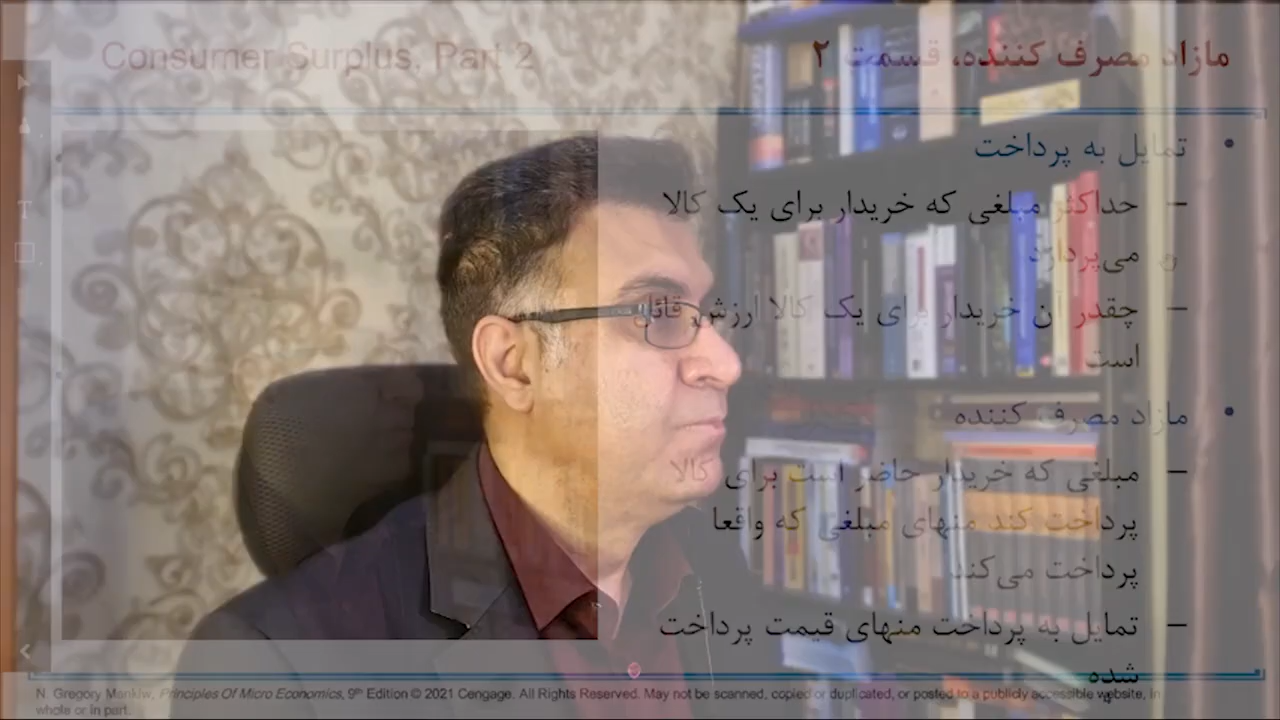 Consumer Surplus, Part 2
مازاد مصرف کننده، قسمت ۲
• تمایل به پرداخت
– حداکثر مبلغی که خریدار برای یک کالا
می‌پردازد
– چقدر آن خریدار برای یک کالا ارزش قائل
است
• مازاد مصرف کننده
– مبلغی که خریدار حاضر است برای کالا
پرداخت کند منهای مبلغی که واقعا
پرداخت می‌کند
– تمایل به پرداخت منهای قیمت پرداخت
شده
N. Gregory Mankiw, Principles Of Micro Economics, 9th Edition © 2021 Cengage. All Rights Reserved. May not be scanned, copied or duplicated, or posted to a publicly accessible website, in
whole or in part.